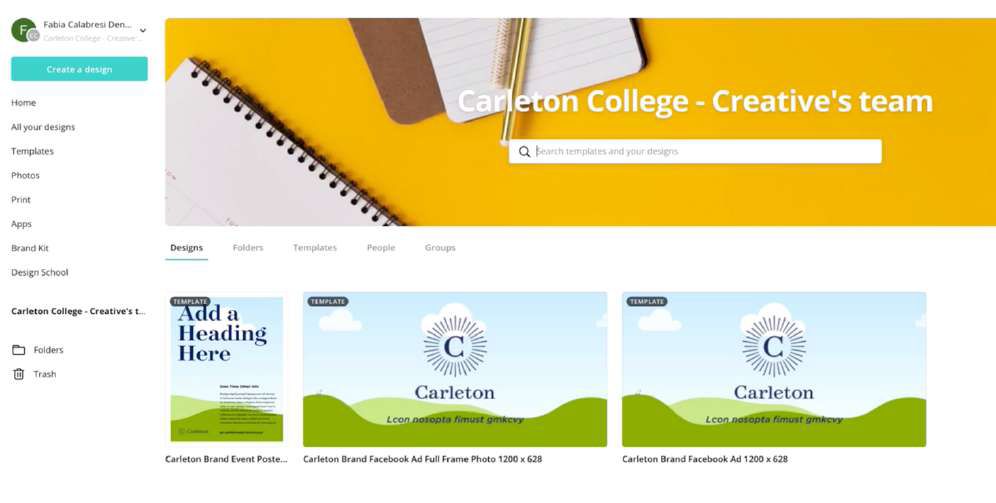 F
CC
Fabia Calabresi Den...
Carleton College - Creative'...
Create a design
Home
All your designs
Templates
Photos
Print
Apps
Brand Kit
Design School
Carleton College - Creative's t...
Folders
Trash
Carleton College - Creative's team
Search templates and your designs
Designs
Folders
Templates
People
Groups
TEMPLATE
Add a
Heading
Here
Carleton
Carleton Brand Event Poste...
TEMPLATE
C
Carleton
Lcon nosopta fimust gmkcvy
Carleton Brand Facebook Ad Full Frame Photo 1200 x 628
TEMPLATE
C
Carleton
Lcon nosopta fimust gmkcvy
Carleton Brand Facebook Ad 1200 x 628